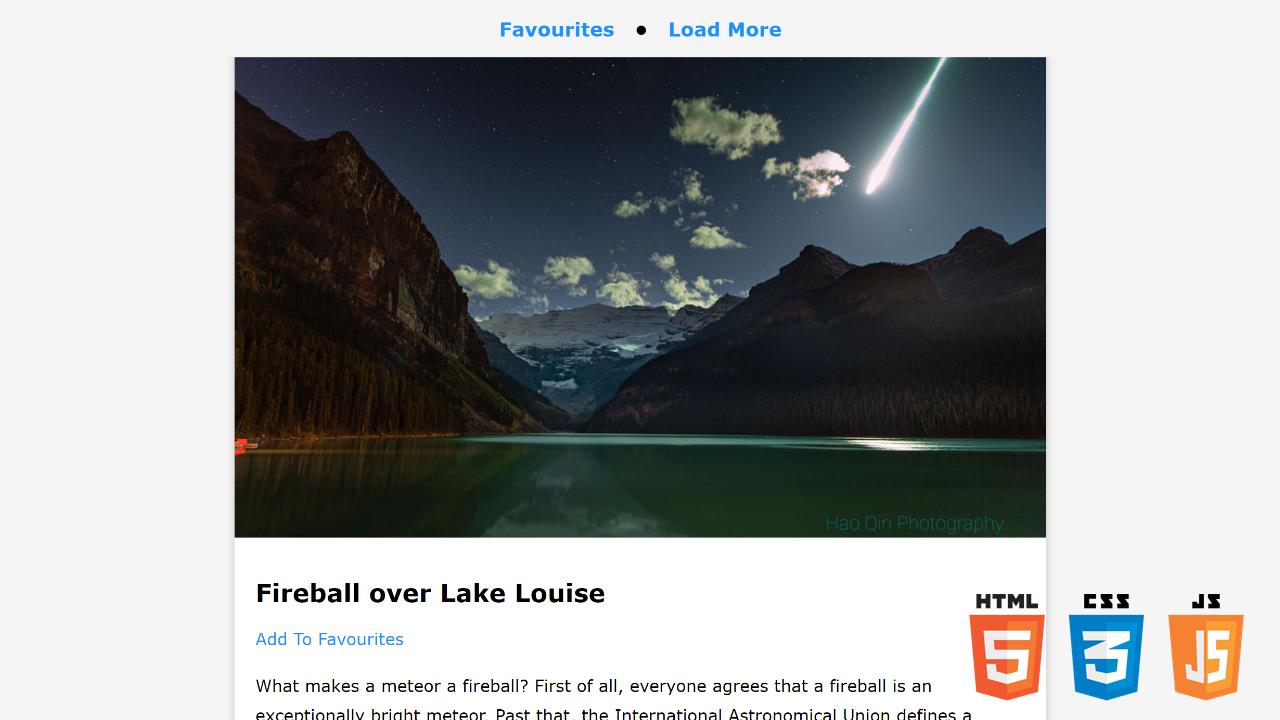 Favourites ● Load More
Hao Qin Photography
Fireball over Lake Louise
Add To Favourites
What makes a meteor a fireball? First of all, everyone agrees that a fireball is an
exceptionally bright meteor. Past that, the International Astronomical Union defines a
HTML CSS JS
5 3 JS